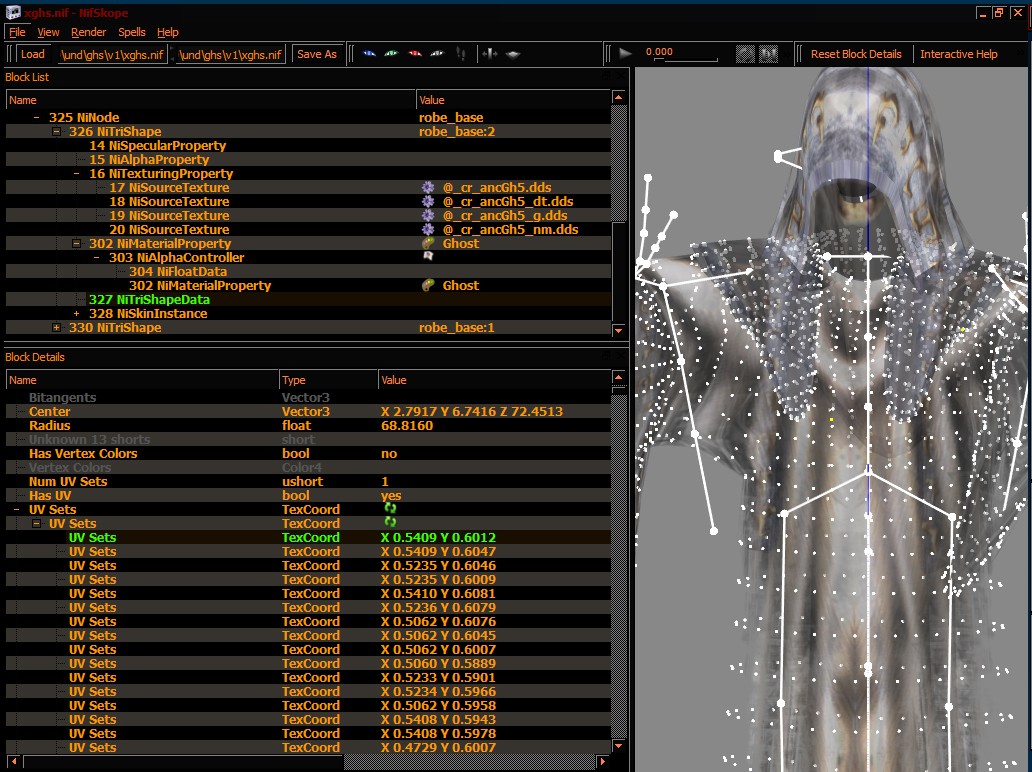 xghs.nif - NifSkope
File View Render Spells Help
Load \und\ghs\v1\xghs.nif \und\ghs\v1\xghs.nif Save As 0.000 Reset Block Details Interactive Help
Block List
Name Value
325 NiNode robe_base
326 NiTriShape robe_base:2
14 NiSpecularProperty
15 NiAlphaProperty
16 NiTexturingProperty
17 NiSourceTexture @_cr_ancGh5.dds
18 NiSourceTexture @_cr_ancGh5_dt.dds
19 NiSourceTexture @_cr_ancGh5_g.dds
20 NiSourceTexture @_cr_ancGh5_nm.dds
302 NiMaterialProperty Ghost
303 NiAlphaController
304 NiFloatData
302 NiMaterialProperty Ghost
327 NiTriShapeData
328 NiSkinInstance
330 NiTriShape robe_base:1
Block Details
Name Type Value
Bitangents Vector3
Center Vector3 X 2.7917 Y 6.7416 Z 72.4513
Radius float 68.8160
Unknown 13 shorts short
Has Vertex Colors bool no
Vertex Colors Color4
Num UV Sets ushort 1
Has UV bool yes
UV Sets TexCoord
UV Sets TexCoord
UV Sets TexCoord X 0.5409 Y 0.6012
UV Sets TexCoord X 0.5409 Y 0.6047
UV Sets TexCoord X 0.5235 Y 0.6046
UV Sets TexCoord X 0.5235 Y 0.6009
UV Sets TexCoord X 0.5410 Y 0.6081
UV Sets TexCoord X 0.5236 Y 0.6079
UV Sets TexCoord X 0.5062 Y 0.6076
UV Sets TexCoord X 0.5062 Y 0.6045
UV Sets TexCoord X 0.5062 Y 0.6007
UV Sets TexCoord X 0.5060 Y 0.5889
UV Sets TexCoord X 0.5233 Y 0.5901
UV Sets TexCoord X 0.5234 Y 0.5966
UV Sets TexCoord X 0.5062 Y 0.5958
UV Sets TexCoord X 0.5408 Y 0.5943
UV Sets TexCoord X 0.5408 Y 0.5978
UV Sets TexCoord X 0.4729 Y 0.6007